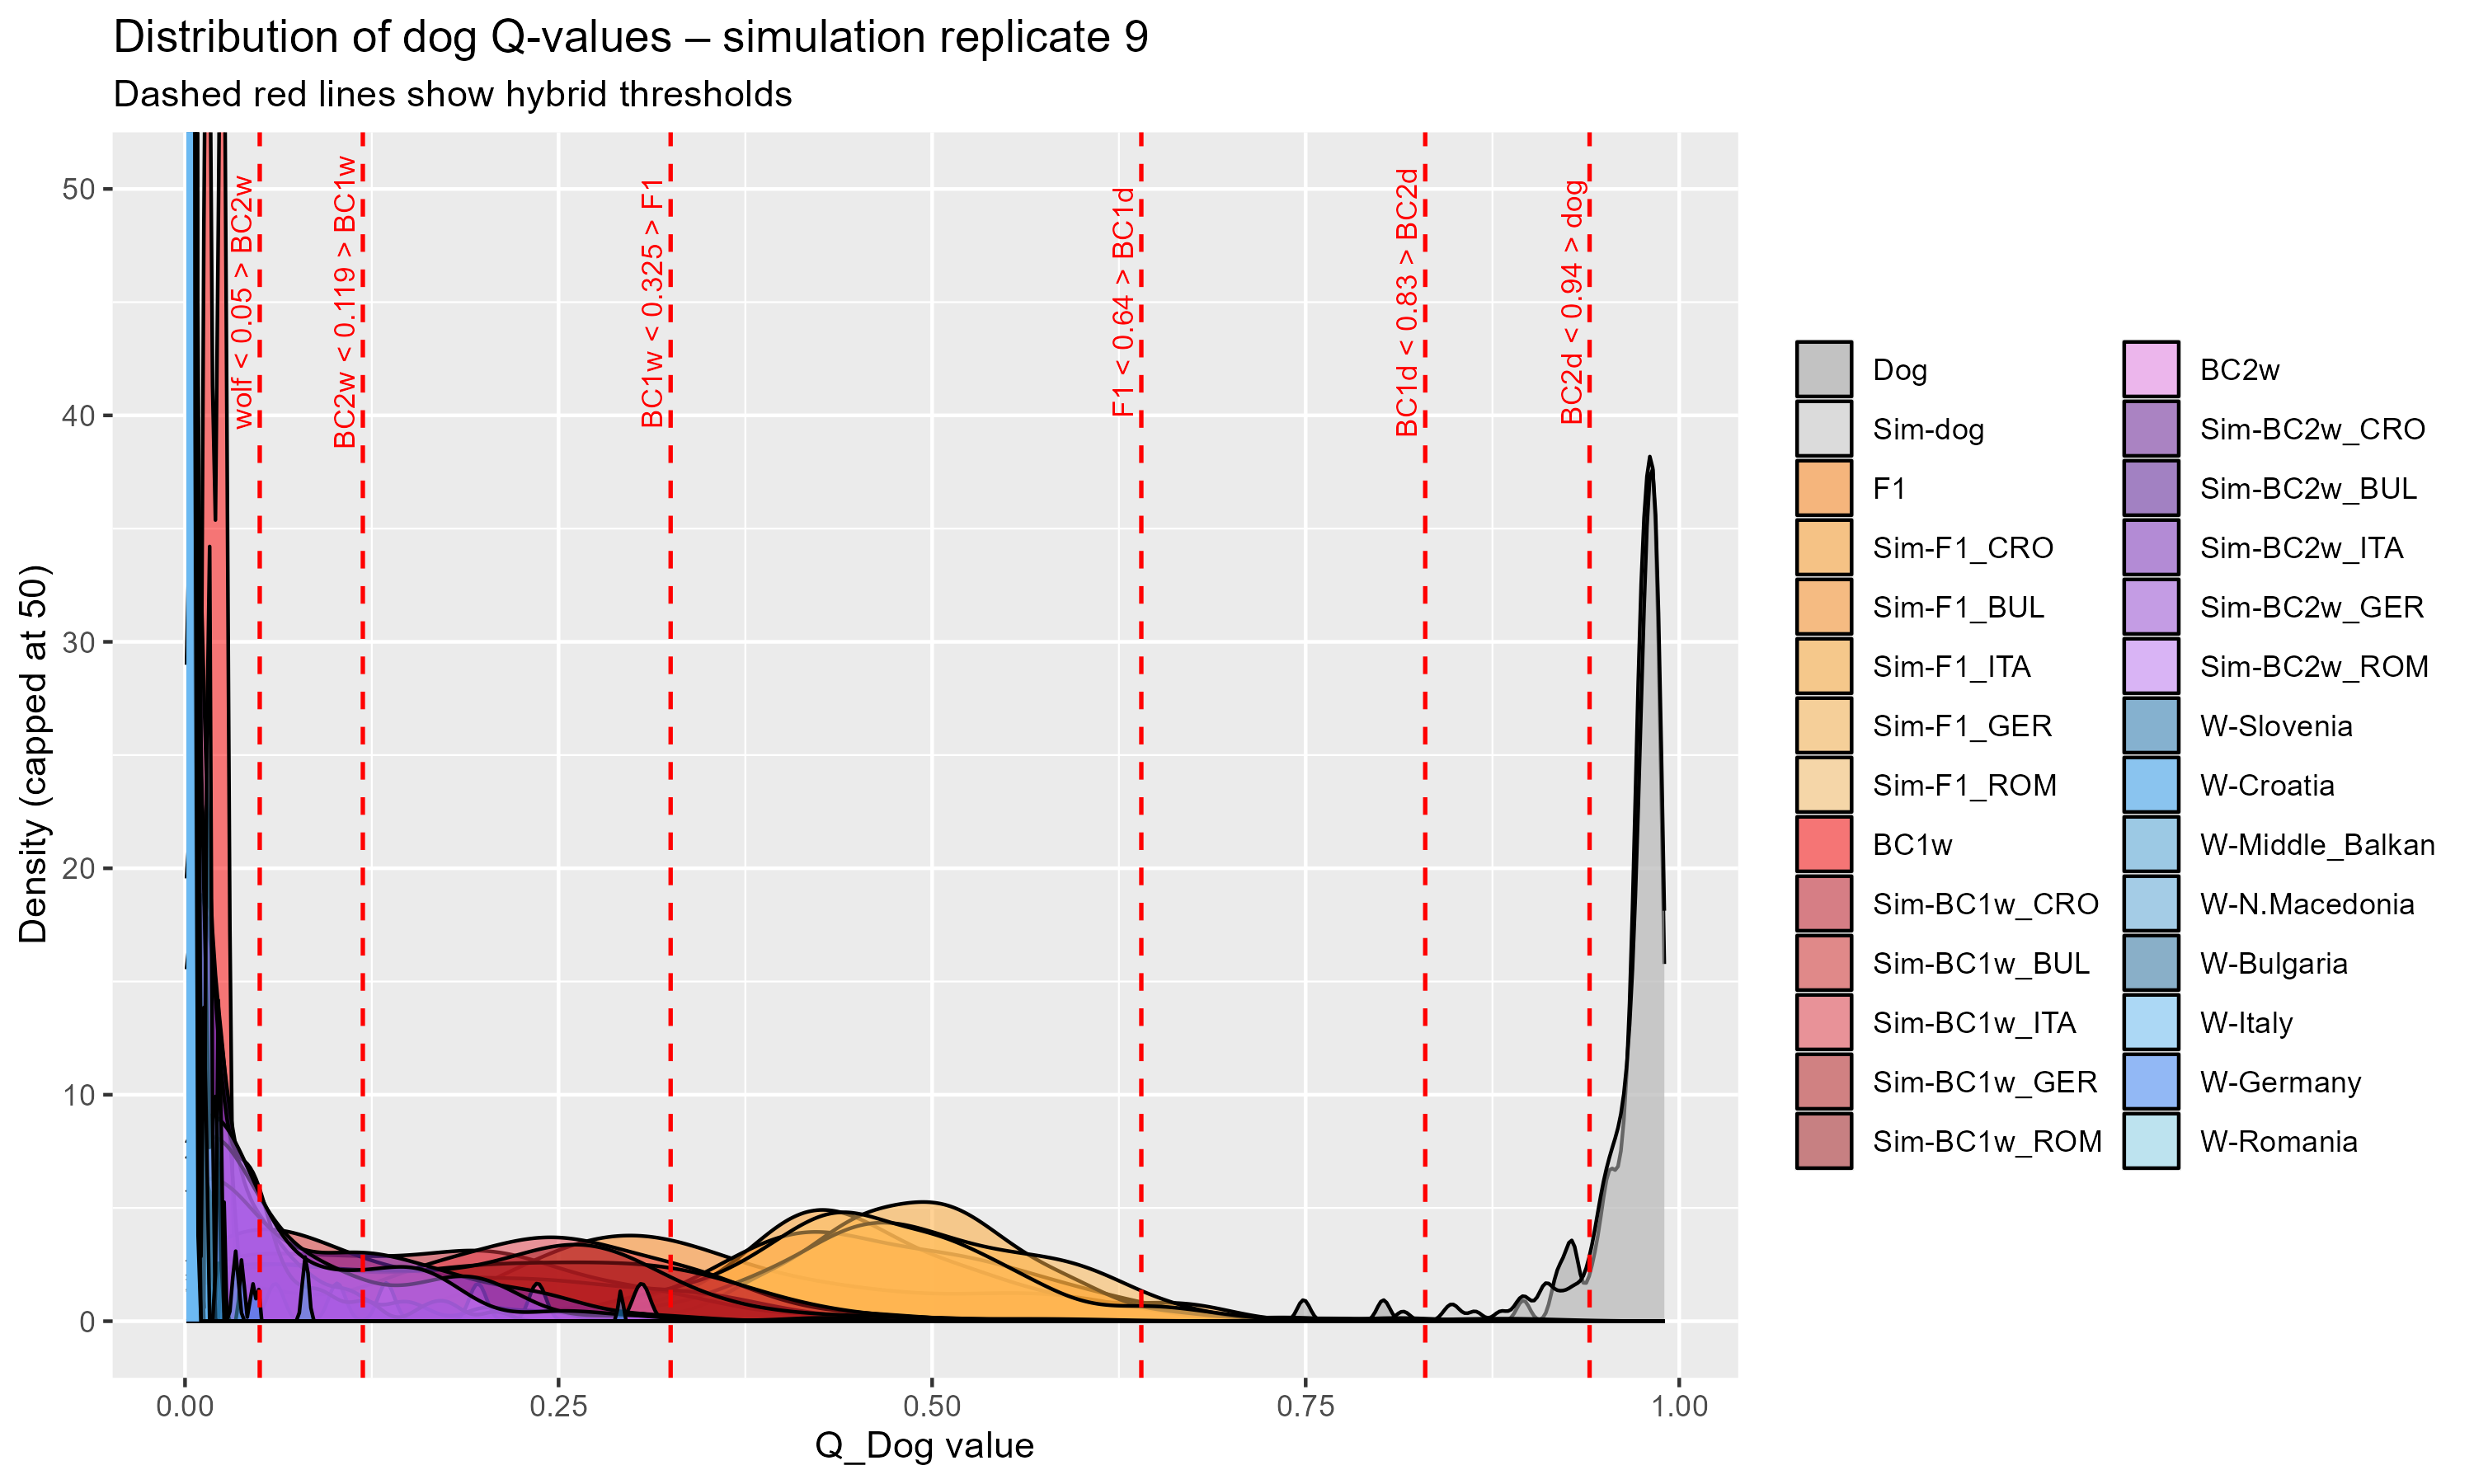 Distribution of dog Q-values – simulation replicate 9
Dashed red lines show hybrid thresholds
Density (capped at 50)
50
40
30
20
10
0
wolf < 0.05 > BC2w
BC2w < 0.119 > BC1w
BC1w < 0.325 > F1
F1 < 0.64 > BC1d
BC1d < 0.83 > BC2d
BC2d < 0.94 > dog
0.00
0.25
0.50
0.75
1.00
Q_Dog value
Dog
Sim-dog
F1
Sim-F1_CRO
Sim-F1_BUL
Sim-F1_ITA
Sim-F1_GER
Sim-F1_ROM
BC1w
Sim-BC1w_CRO
Sim-BC1w_BUL
Sim-BC1w_ITA
Sim-BC1w_GER
Sim-BC1w_ROM
BC2w
Sim-BC2w_CRO
Sim-BC2w_BUL
Sim-BC2w_ITA
Sim-BC2w_GER
Sim-BC2w_ROM
W-Slovenia
W-Croatia
W-Middle_Balkan
W-N.Macedonia
W-Bulgaria
W-Italy
W-Germany
W-Romania